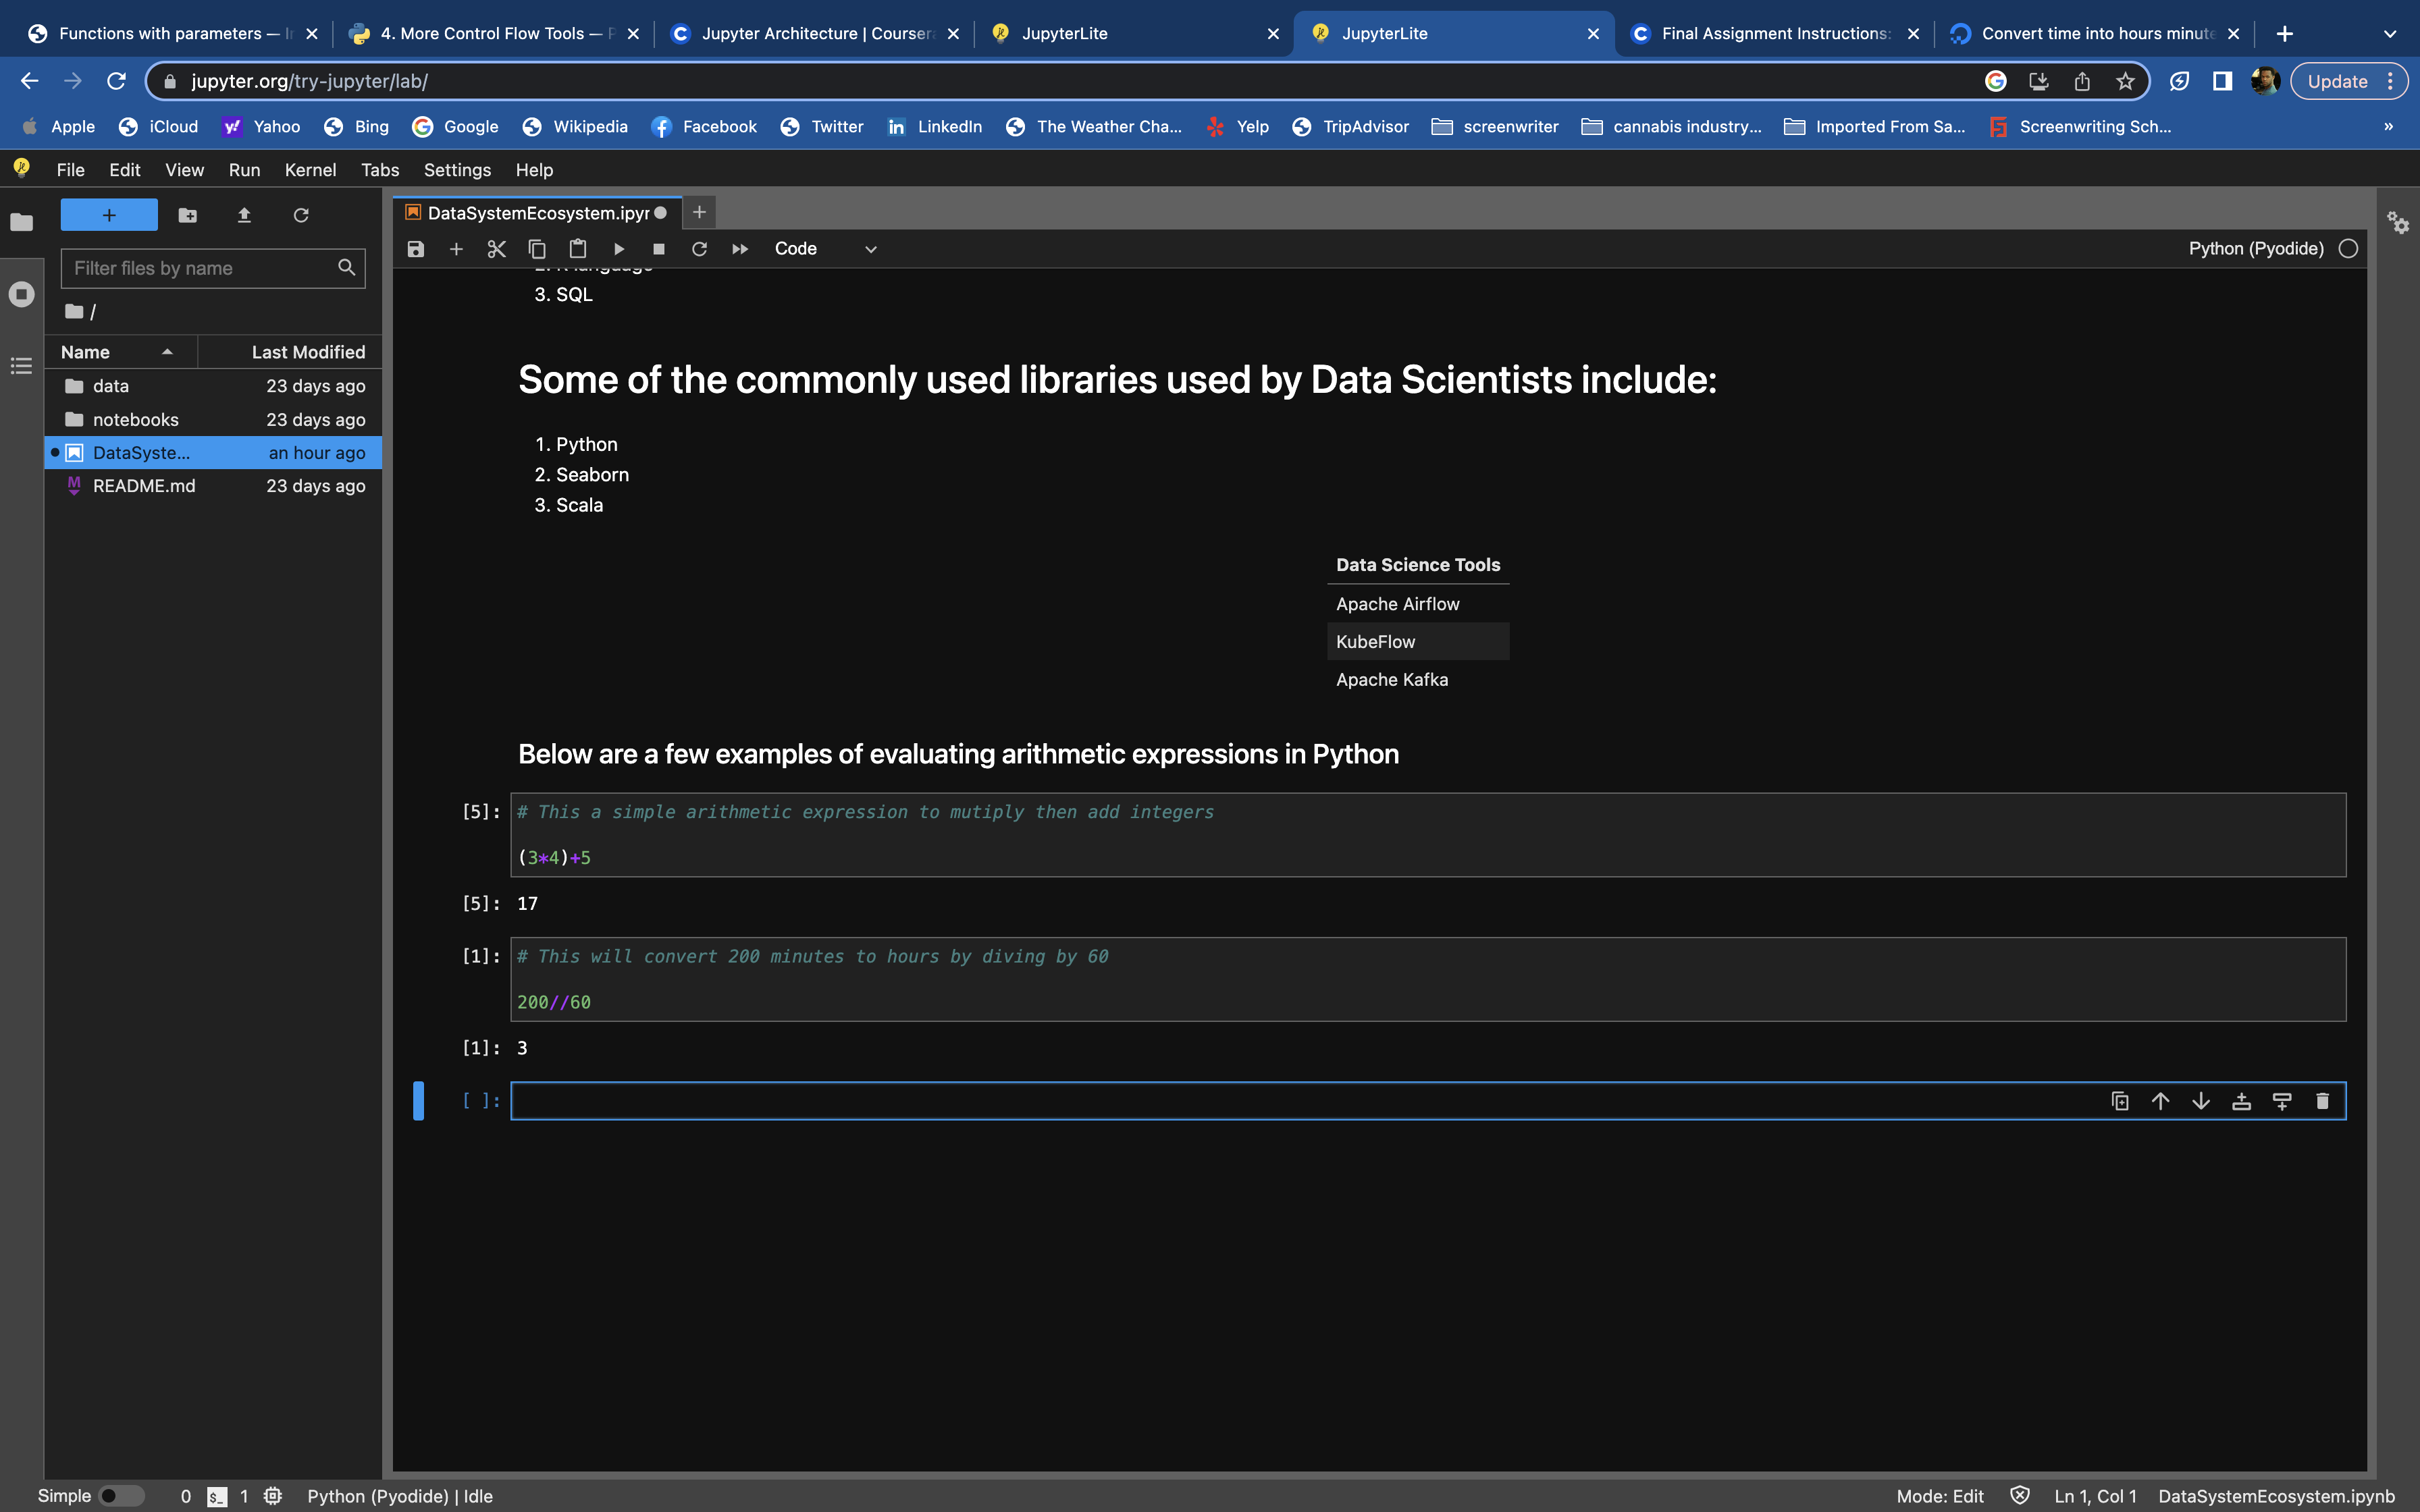 Functions with parameters — I
4. More Control Flow Tools — P
Jupyter Architecture | Courser
JupyterLite
JupyterLite
Final Assignment Instructions:
Convert time into hours minute
jupyter.org/try-jupyter/lab/
Update
Apple
iCloud
Yahoo
Bing
Google
Wikipedia
Facebook
Twitter
LinkedIn
The Weather Cha...
Yelp
TripAdvisor
screenwriter
cannabis industry...
Imported From Sa...
Screenwriting Sch...
»
File Edit View Run Kernel Tabs Settings Help
Filter files by name
/
Name Last Modified
data 23 days ago
notebooks 23 days ago
DataSyste... an hour ago
README.md 23 days ago
DataSystemEcosystem.ipyr
Code
Python (Pyodide)
2. R language
3. SQL
Some of the commonly used libraries used by Data Scientists include:
1. Python
2. Seaborn
3. Scala
Data Science Tools
Apache Airflow
KubeFlow
Apache Kafka
Below are a few examples of evaluating arithmetic expressions in Python
[5]: # This a simple arithmetic expression to mutiply then add integers
(3*4)+5
[5]: 17
[1]: # This will convert 200 minutes to hours by diving by 60
200//60
[1]: 3
[ ]:
Simple 0 $_ 1 Python (Pyodide) | Idle
Mode: Edit Ln 1, Col 1 DataSystemEcosystem.ipynb